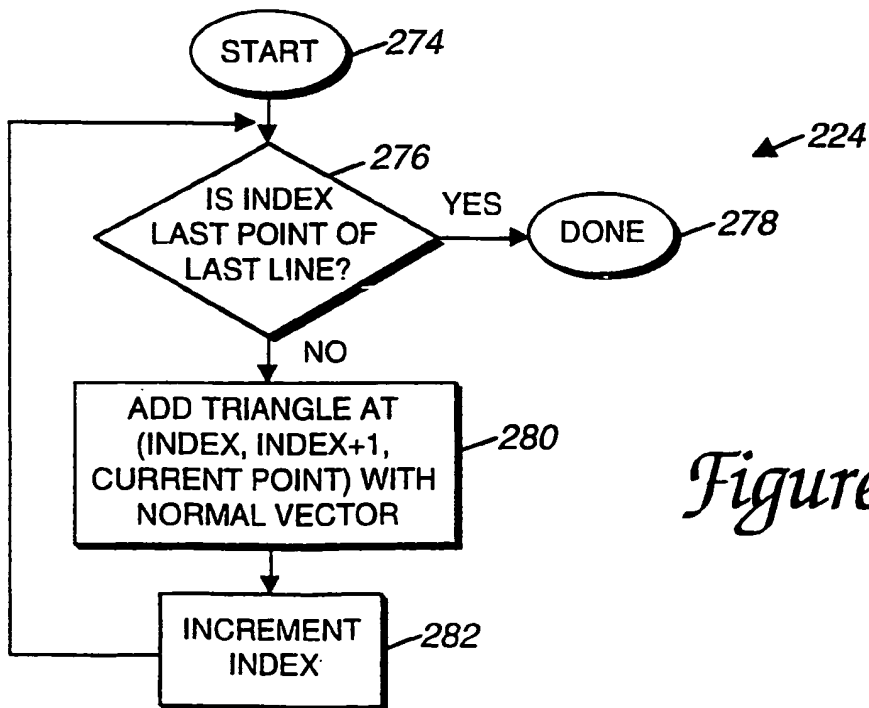 START
274
276
224
IS INDEX
LAST POINT OF
LAST LINE?
YES
DONE
278
NO
ADD TRIANGLE AT
(INDEX, INDEX+1,
CURRENT POINT) WITH
NORMAL VECTOR
280
Figure
INCREMENT
INDEX
282